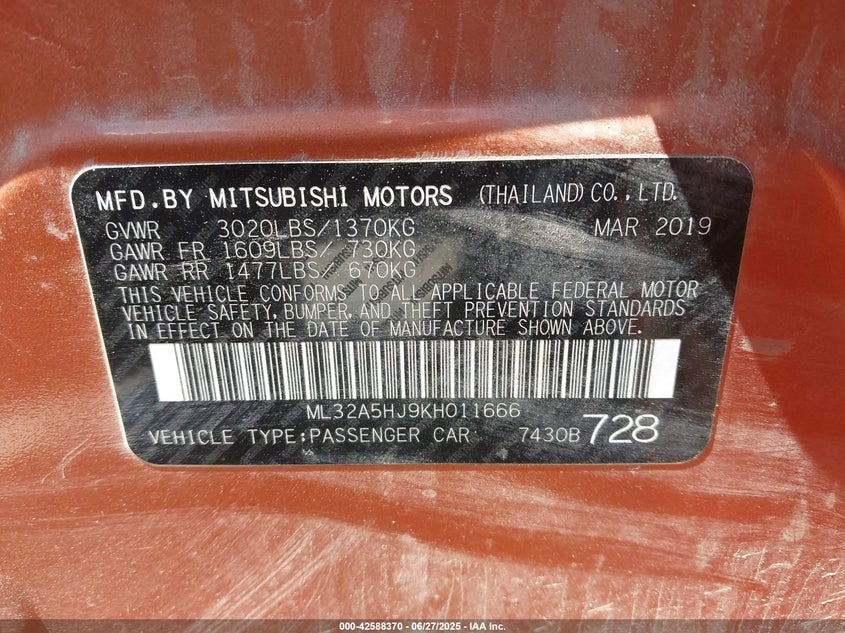 MFD.BY MITSUBISHI MOTORS (THAILAND) CO., LTD.
GVWR 3020LBS/1370KG MAR 2019
GAWR FR 1609LBS/ 730KG
GAWR RR 1477LBS/ 670KG
THIS VEHICLE CONFORMS TO ALL APPLICABLE FEDERAL MOTOR
VEHICLE SAFETY, BUMPER, AND THEFT PREVENTION STANDARDS
IN EFFECT ON THE DATE OF MANUFACTURE SHOWN ABOVE.
ML32A5HJ9KH011666
VEHICLE TYPE:PASSENGER CAR 7430B 728
000-42588370 | 06/27/2025 - IAA Inc.